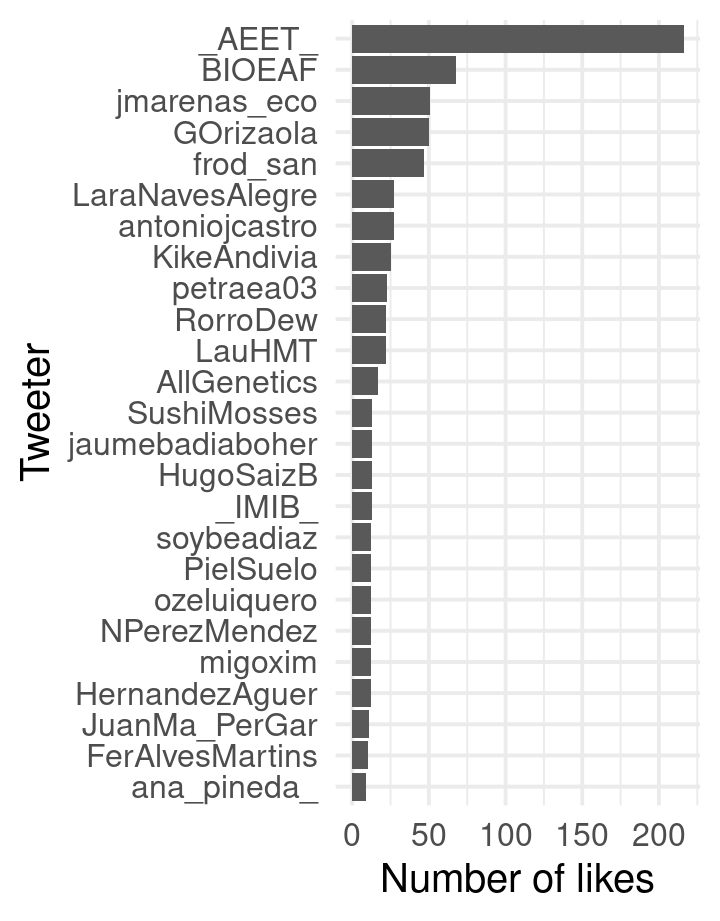 _AEET_
BIOEAF
jmarenas_eco
GOrizaola
frod_san
LaraNavesAlegre
antoniojcastro
KikeAndivia
petraea03
RorroDew
LauHMT
AllGenetics
SushiMosses
jaumebadiaboher
HugoSaizB
_IMIB_
soybeadiaz
PielSuelo
ozeluiquero
NPerezMendez
migoxim
HernandezAguer
JuanMa_PerGar
FerAlvesMartins
ana_pineda_
Tweeter
0 50 100 150 200
Number of likes